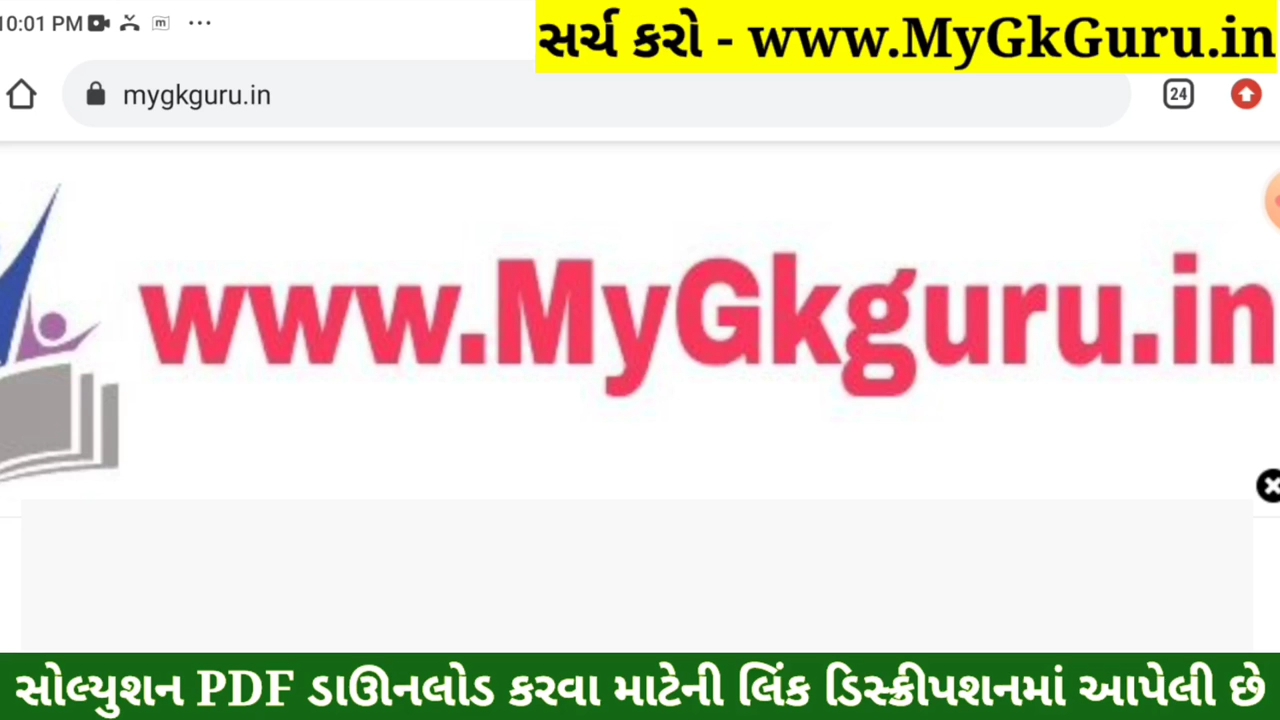 10:01 PM
સર્ચ કરો - www.MyGkGuru.in
mygkguru.in
24
www.MyGkguru.in
સોલ્યુશન PDF ડાઊનલોડ કરવા માટેની લિંક ડિસ્ક્રીપશનમાં આપેલી છે